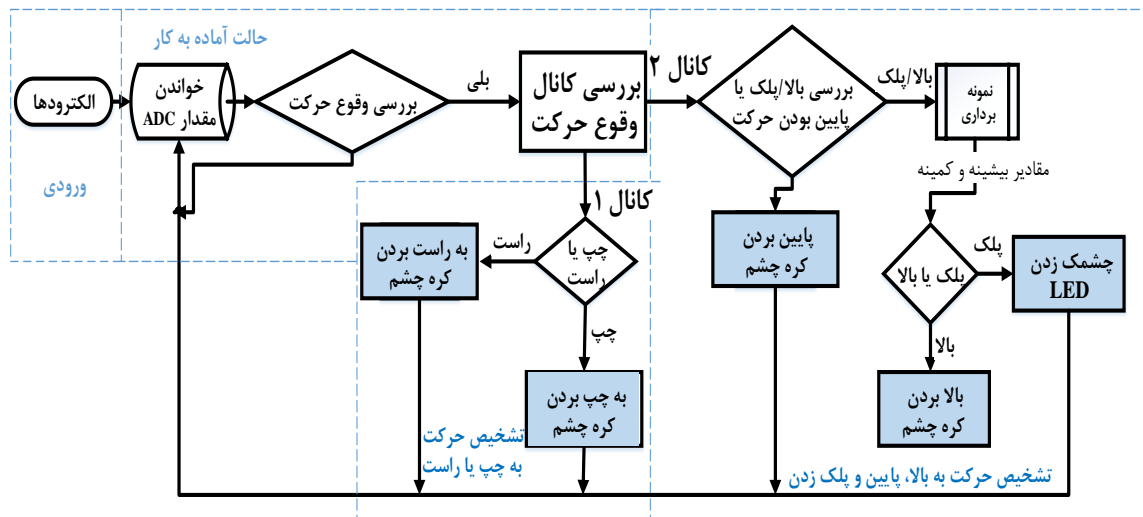 حالت آماده به کار
الکترودها
ورودی
خواندن
مقدار ADC
بررسی وقوع حرکت
بلی
بررسی کانال
وقوع حرکت
کانال ۲
بررسی بالا/پلک یا
پایین بودن حرکت
بالا/پلک
نمونه
برداری
مقادیر بیشینه و کمینه
کانال ۱
چپ یا
راست
راست
به راست بردن
کره چشم
چپ
به چپ بردن
کره چشم
تشخیص حرکت
به چپ یا راست
پایین بردن
کره چشم
پلک یا بالا
پلک
چشمک زدن
LED
بالا
بالا بردن
کره چشم
تشخیص حرکت به بالا، پایین و پلک زدن